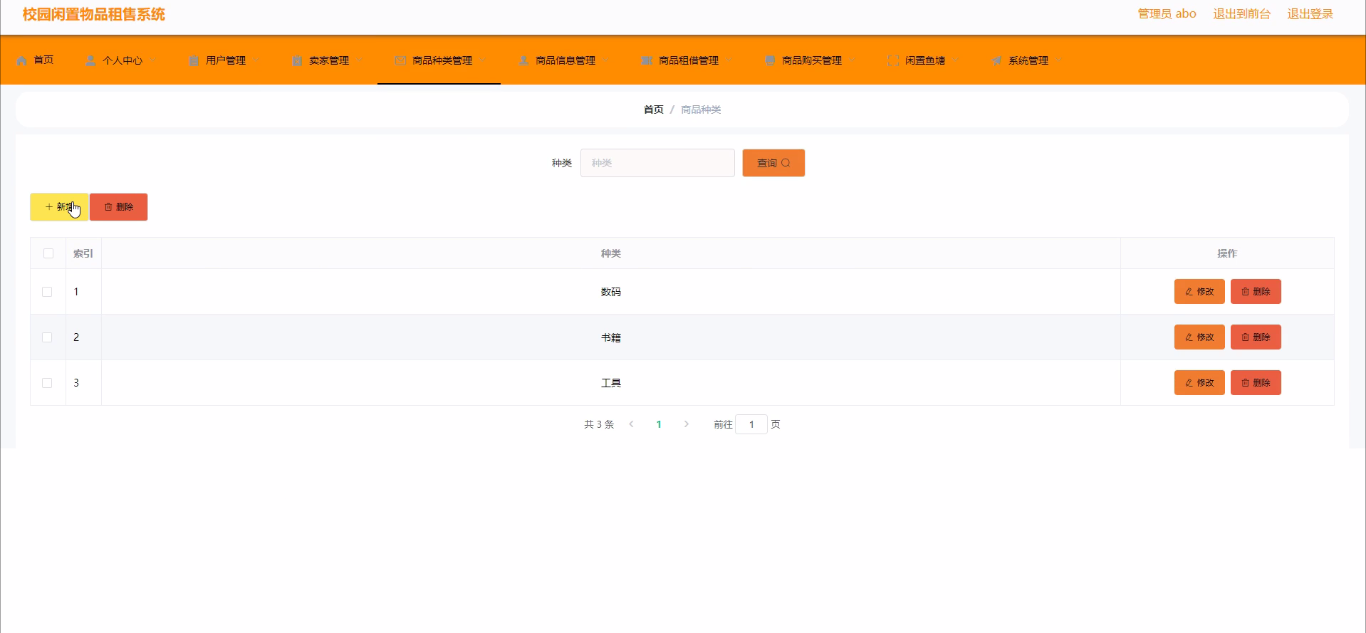 校园闲置物品租售系统
管理员 abo 退出到前台 退出登录
首页 个人中心 用户管理 卖家管理 商品种类管理 商品信息管理 商品租借管理 商品购买管理 闲置鱼塘 系统管理
首页 / 商品种类
种类 种类 查询
+ 新增 删除
索引 种类 操作
1 数码 修改 删除
2 书籍 修改 删除
3 工具 修改 删除
共 3 条 < 1 > 前往 1 页